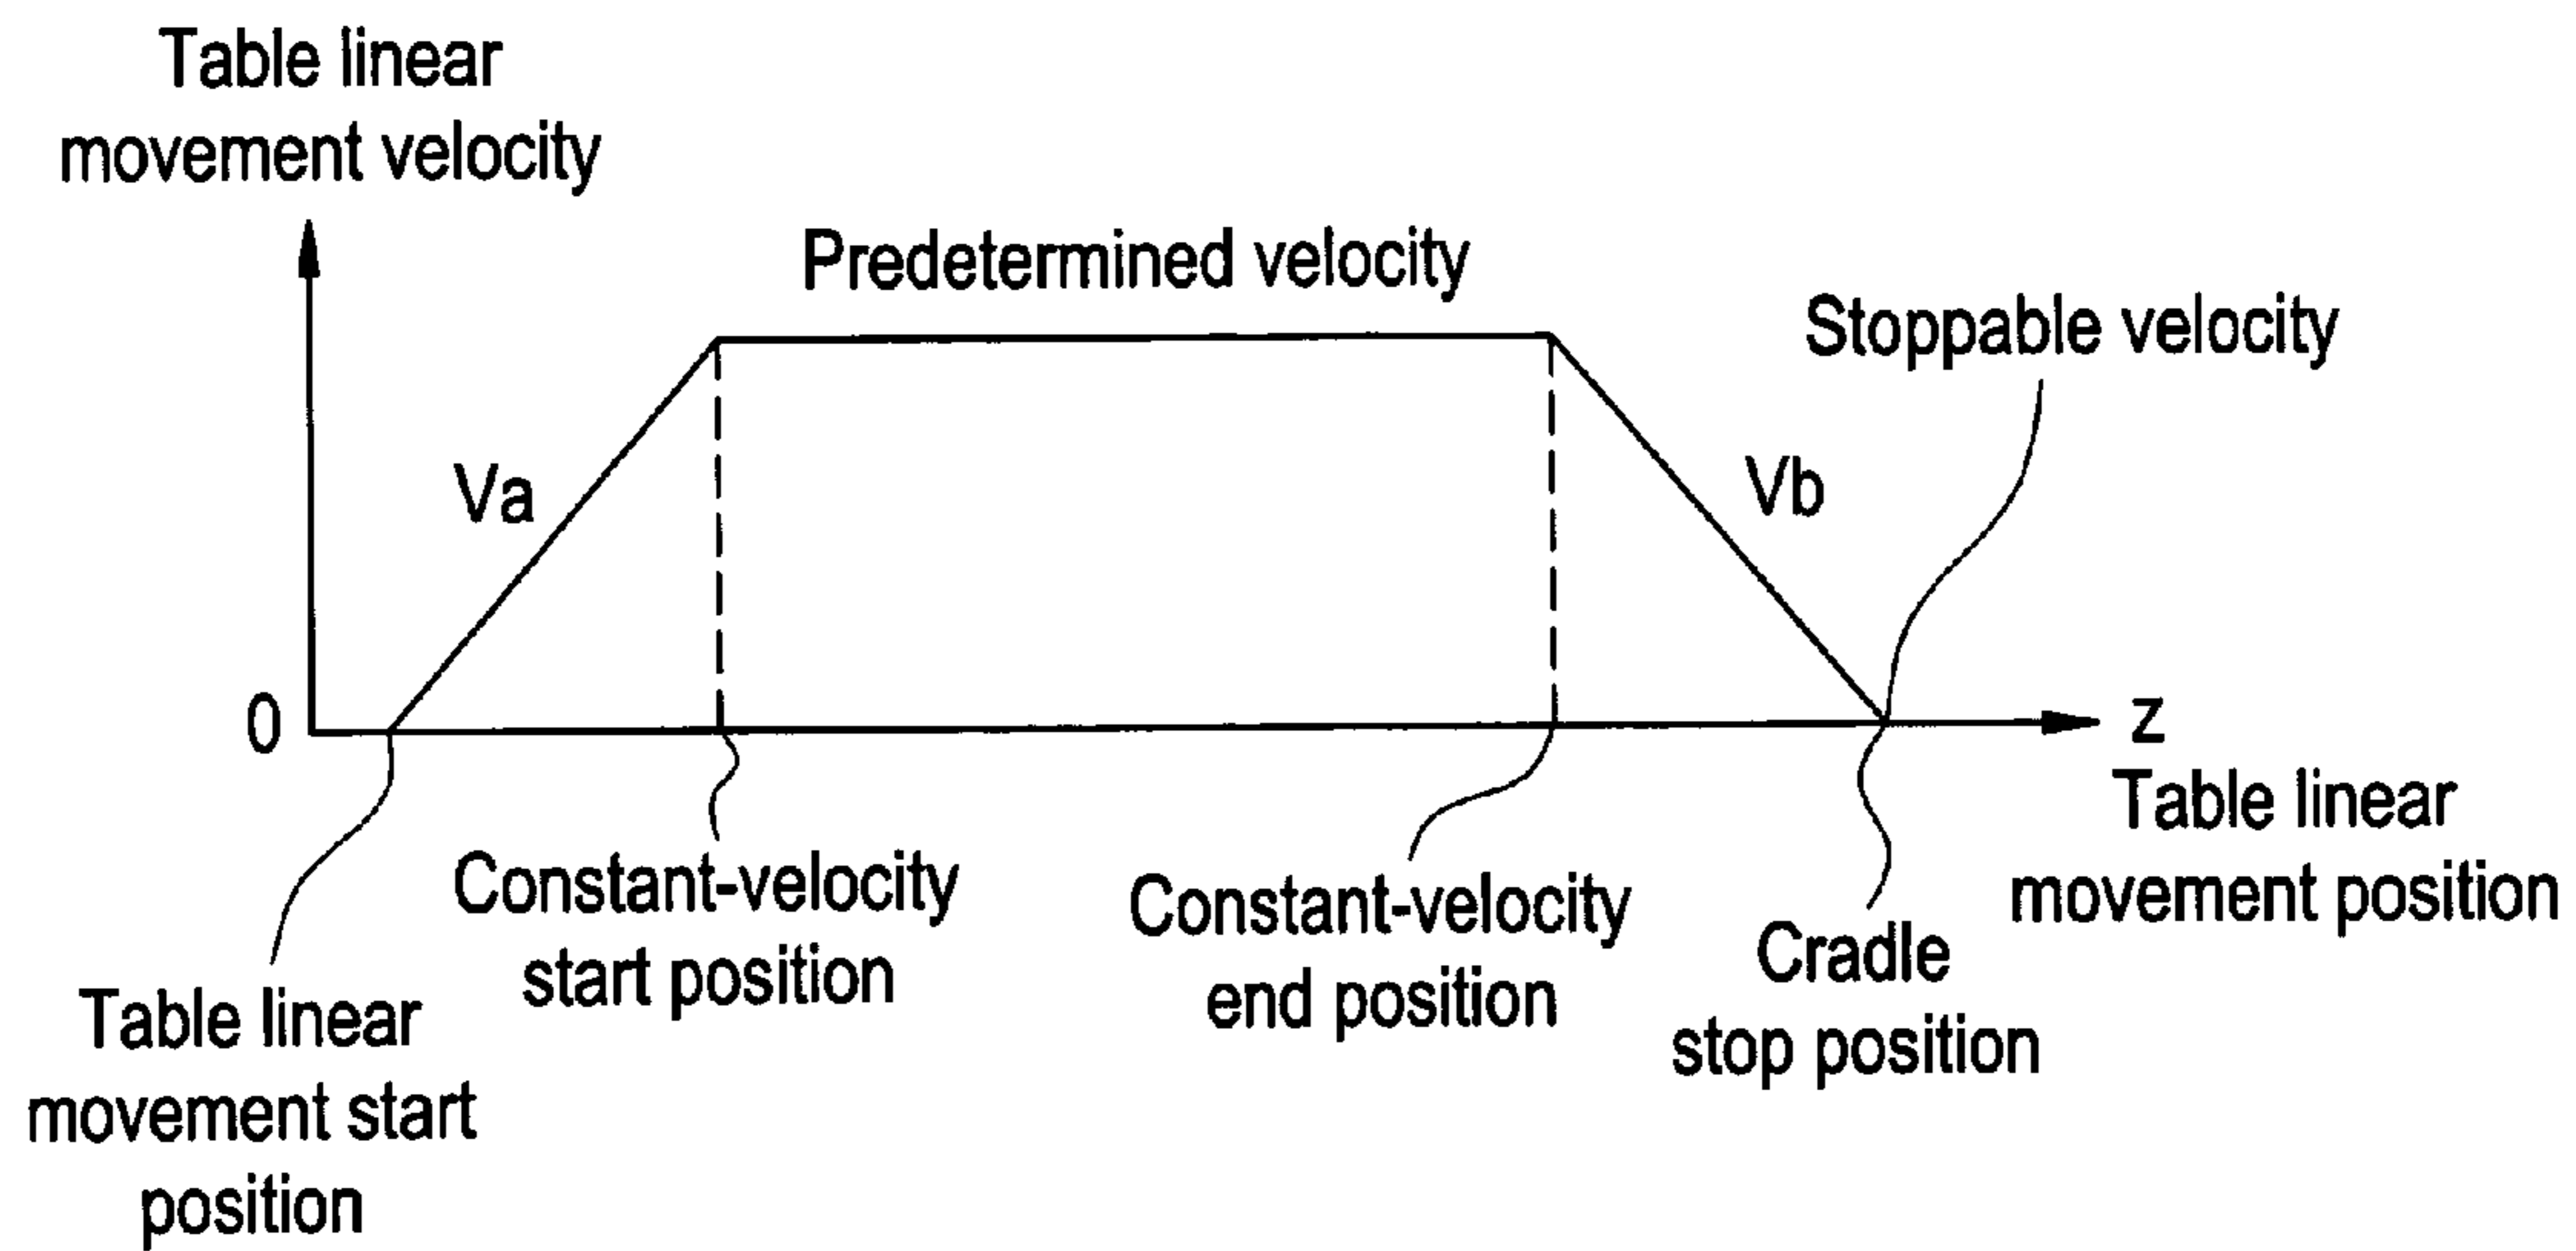 Table linear
movement velocity
Predetermined velocity
Stoppable velocity
Va
Vb
0
z
Table linear
movement position
Constant-velocity
start position
Constant-velocity
end position
Cradle
stop position
Table linear
movement start
position